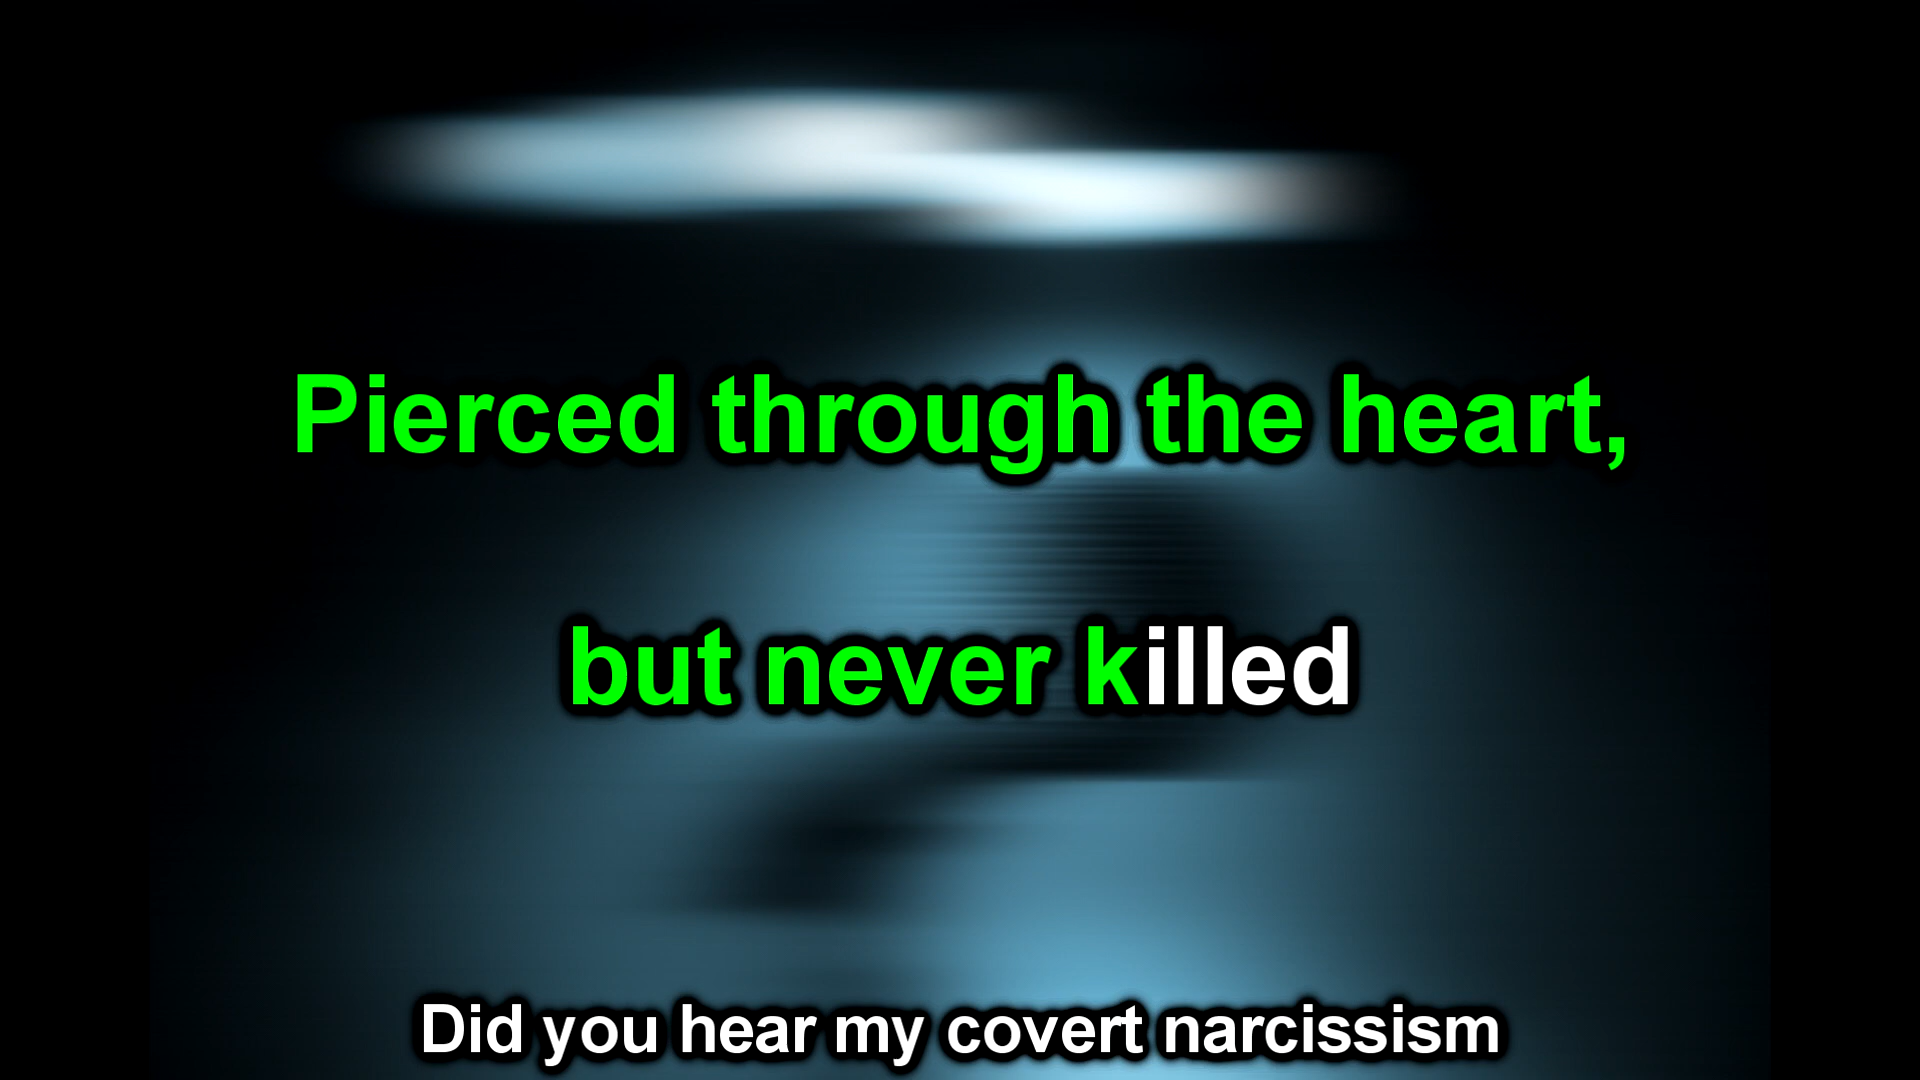 Pierced through the heart,
but never killed
Did you hear my covert narcissism